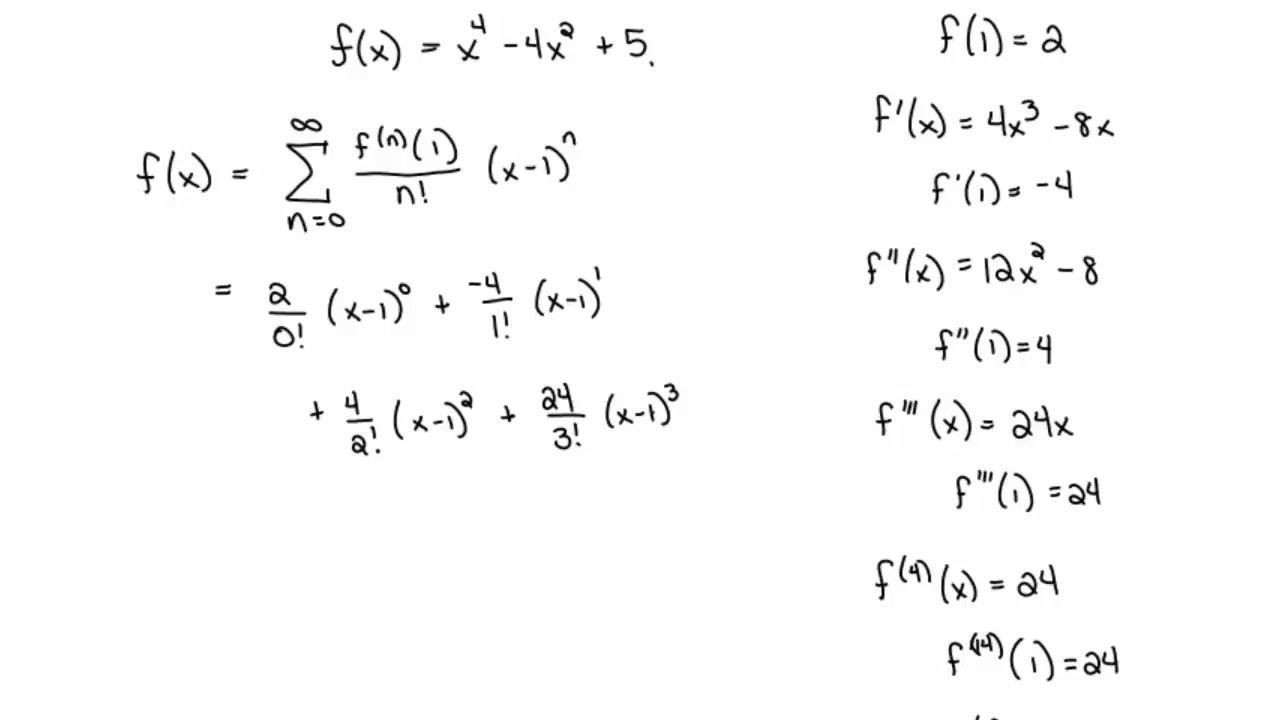 f(x) = x⁴ - 4x² + 5.
f(x) = ∑_{n=0}^{∞} f⁽ⁿ⁾(1)/n! (x-1)ⁿ
= 2/0! (x-1)⁰ + -4/1! (x-1)¹
+ 4/2! (x-1)² + 24/3! (x-1)³
f(1) = 2
f'(x) = 4x³ - 8x
f'(1) = -4
f''(x) = 12x² - 8
f''(1) = 4
f'''(x) = 24x
f'''(1) = 24
f⁽⁴⁾(x) = 24
f⁽⁴⁾(1) = 24